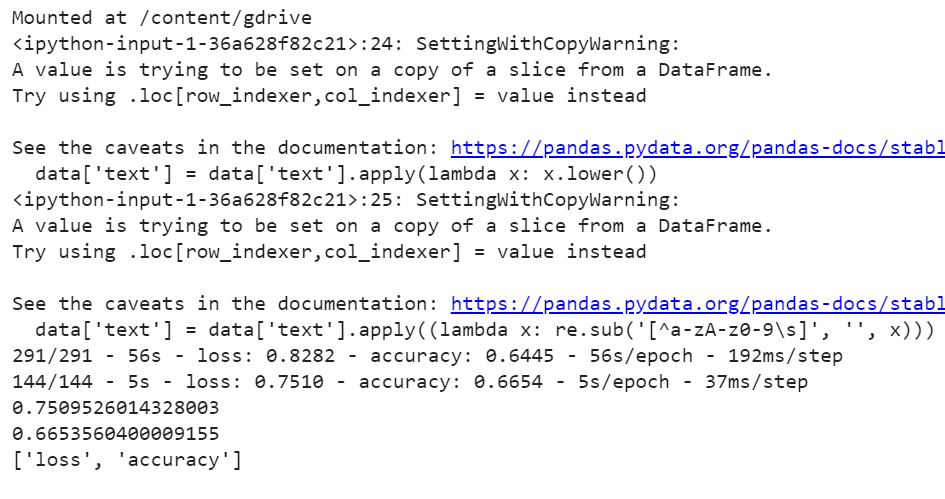 Mounted at /content/gdrive
<ipython-input-1-36a628f82c21>:24: SettingWithCopyWarning:
A value is trying to be set on a copy of a slice from a DataFrame.
Try using .loc[row_indexer,col_indexer] = value instead
See the caveats in the documentation: https://pandas.pydata.org/pandas-docs/stabl
data['text'] = data['text'].apply(lambda x: x.lower())
<ipython-input-1-36a628f82c21>:25: SettingWithCopyWarning:
A value is trying to be set on a copy of a slice from a DataFrame.
Try using .loc[row_indexer,col_indexer] = value instead
See the caveats in the documentation: https://pandas.pydata.org/pandas-docs/stabl
data['text'] = data['text'].apply((lambda x: re.sub('[^a-zA-z0-9\s]', '', x)))
291/291 - 56s - loss: 0.8282 - accuracy: 0.6445 - 56s/epoch - 192ms/step
144/144 - 5s - loss: 0.7510 - accuracy: 0.6654 - 5s/epoch - 37ms/step
0.7509526014328003
0.6653560400009155
['loss', 'accuracy']